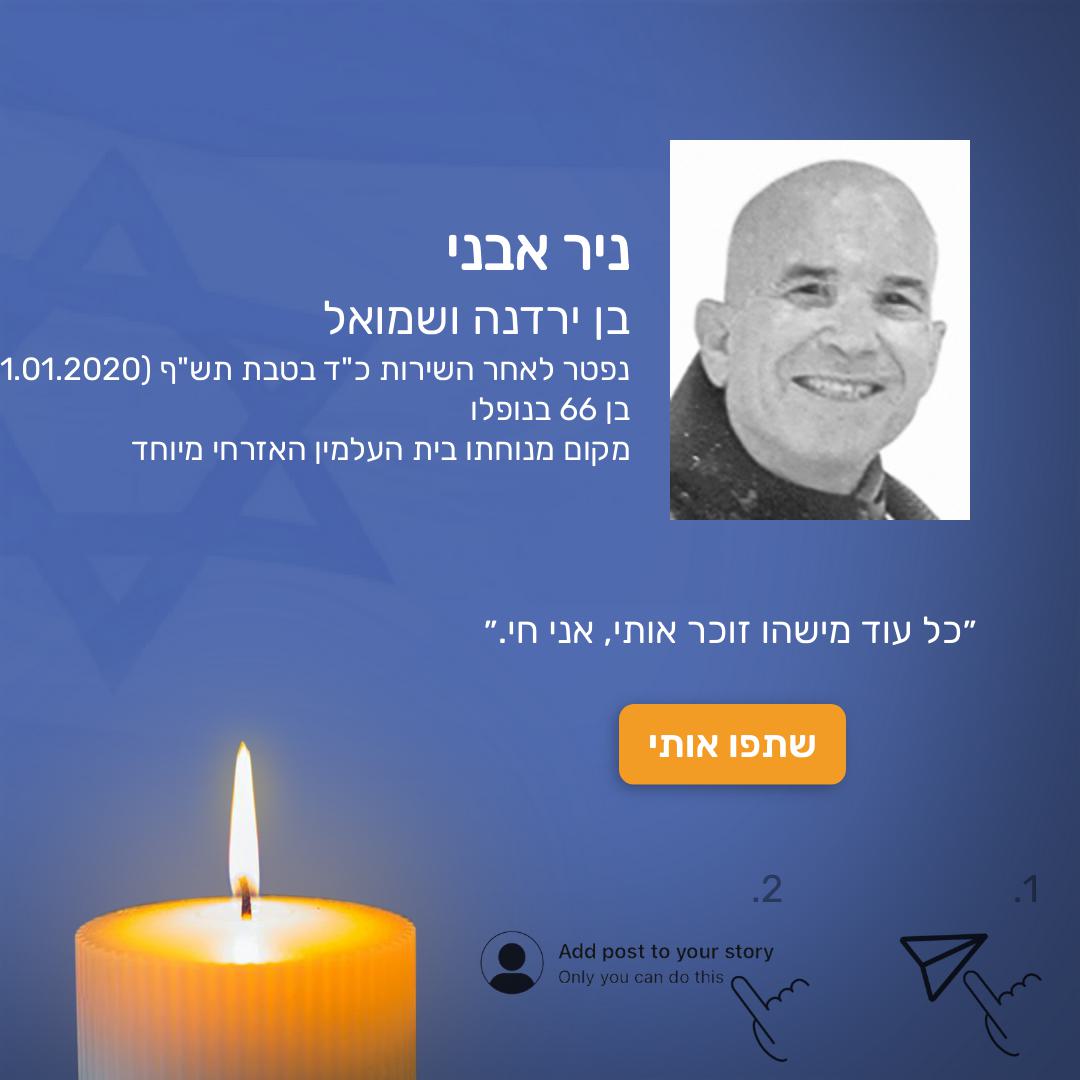 ניר אבני
בן ירדנה ושמואל
נפטר לאחר השירות כ"ד בטבת תש"ף (1.01.2020
בן 66 בנופלו
מקום מנוחתו בית העלמין האזרחי מיוחד
״כל עוד מישהו זוכר אותי, אני חי.״
שתפו אותי
1.
2.
Add post to your story
Only you can do this